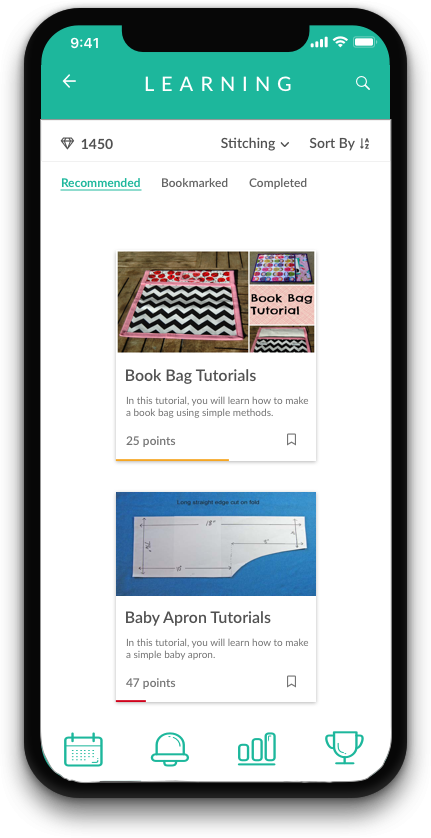 9:41
LEARNING
1450
Stitching
Sort By
Recommended
Bookmarked
Completed
Book Bag
Tutorial
Book Bag Tutorials
In this tutorial, you will learn how to make
a book bag using simple methods.
25 points
Long straight edge cut on fold
18"
Baby Apron Tutorials
In this tutorial, you will learn how to make
a simple baby apron.
47 points